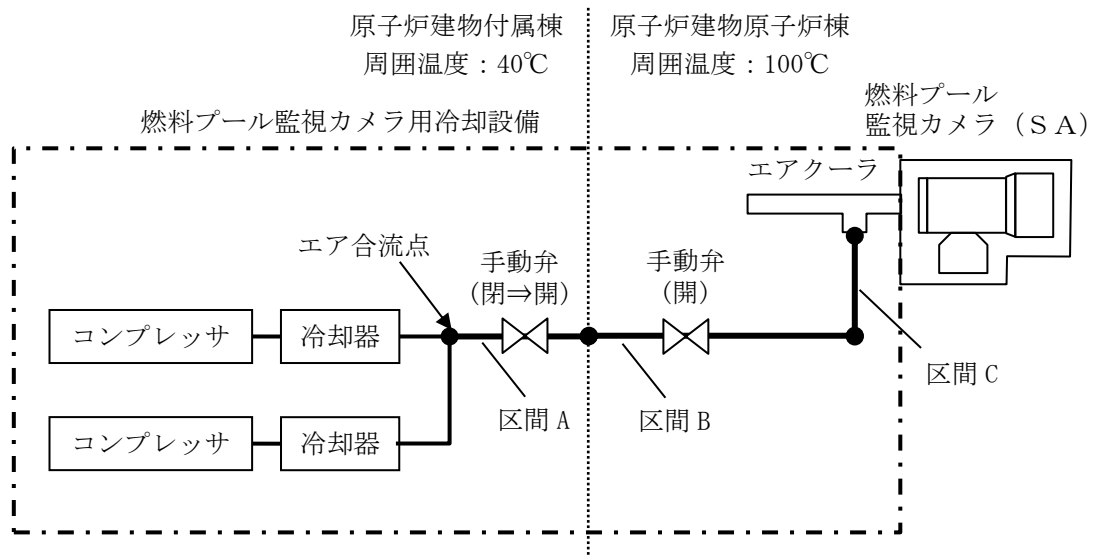 原子炉建物付属棟
周囲温度：40℃
原子炉建物原子炉棟
周囲温度：100℃
燃料プール監視カメラ用冷却設備
燃料プール
監視カメラ（ＳＡ）
エアクーラ
エア合流点
手動弁
(閉⇒開)
手動弁
(開)
コンプレッサ
冷却器
区間 A
区間 B
区間 C
コンプレッサ
冷却器